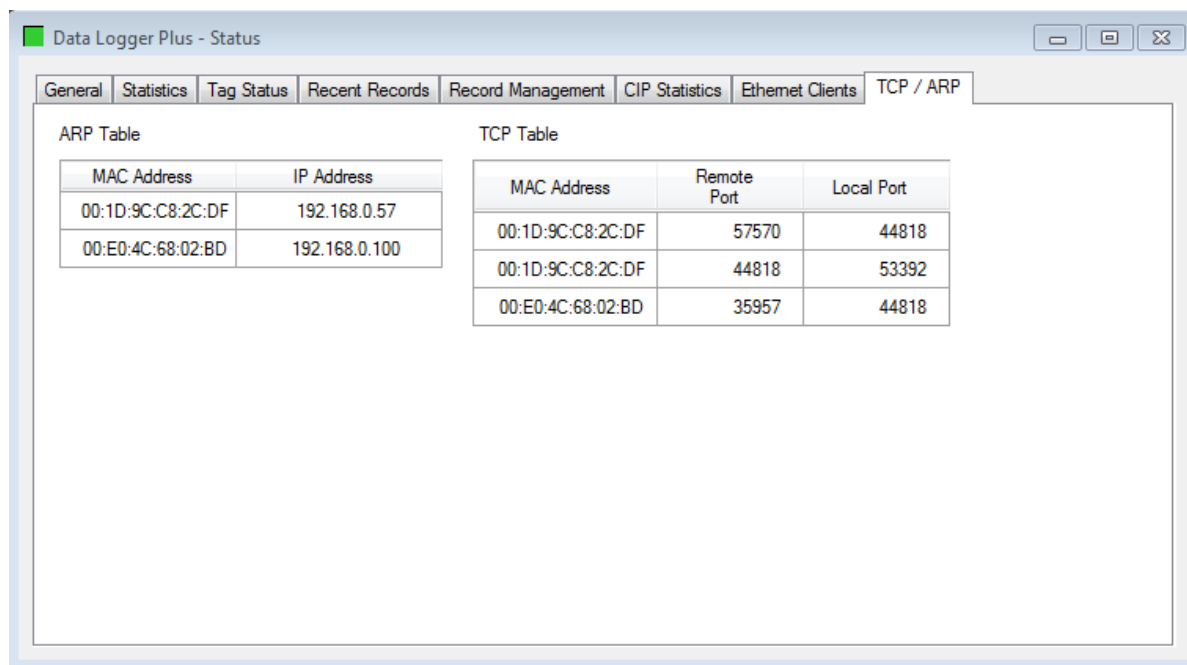 Data Logger Plus - Status
General Statistics Tag Status Recent Records Record Management CIP Statistics Ethernet Clients TCP / ARP
ARP Table
MAC Address IP Address
00:1D:9C:C8:2C:DF 192.168.0.57
00:E0:4C:68:02:BD 192.168.0.100
TCP Table
MAC Address Remote Port Local Port
00:1D:9C:C8:2C:DF 57570 44818
00:1D:9C:C8:2C:DF 44818 53392
00:E0:4C:68:02:BD 35957 44818